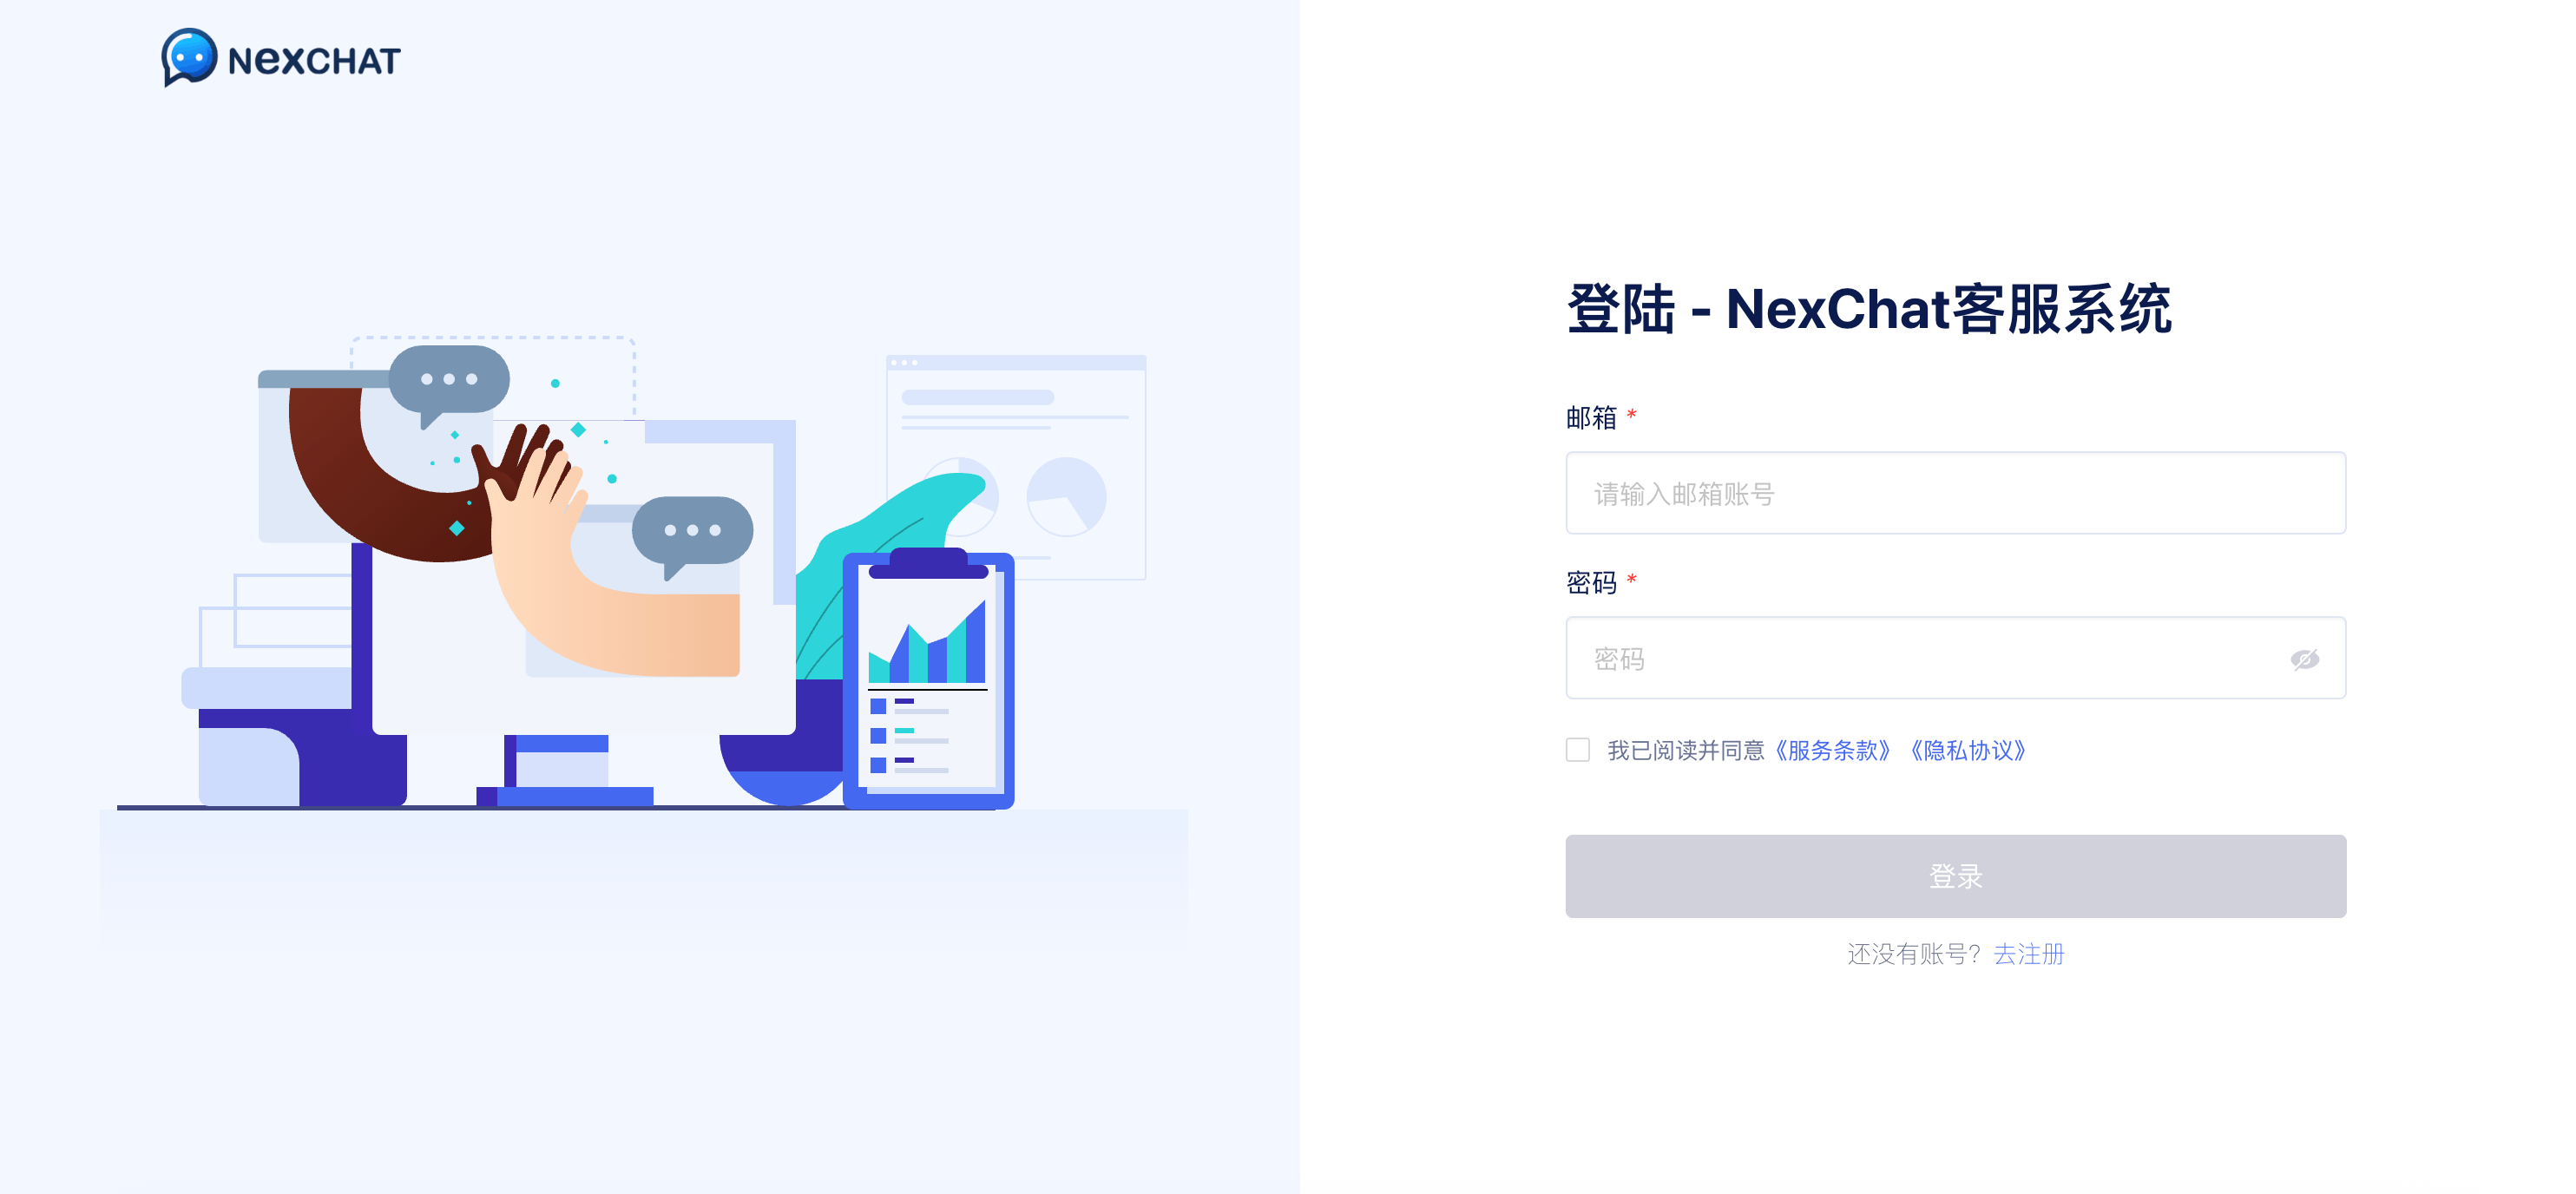 NexCHAT
登陆 - NexChat客服系统
邮箱 *
请输入邮箱账号
密码 *
密码
我已阅读并同意《服务条款》《隐私协议》
登录
还没有账号？去注册